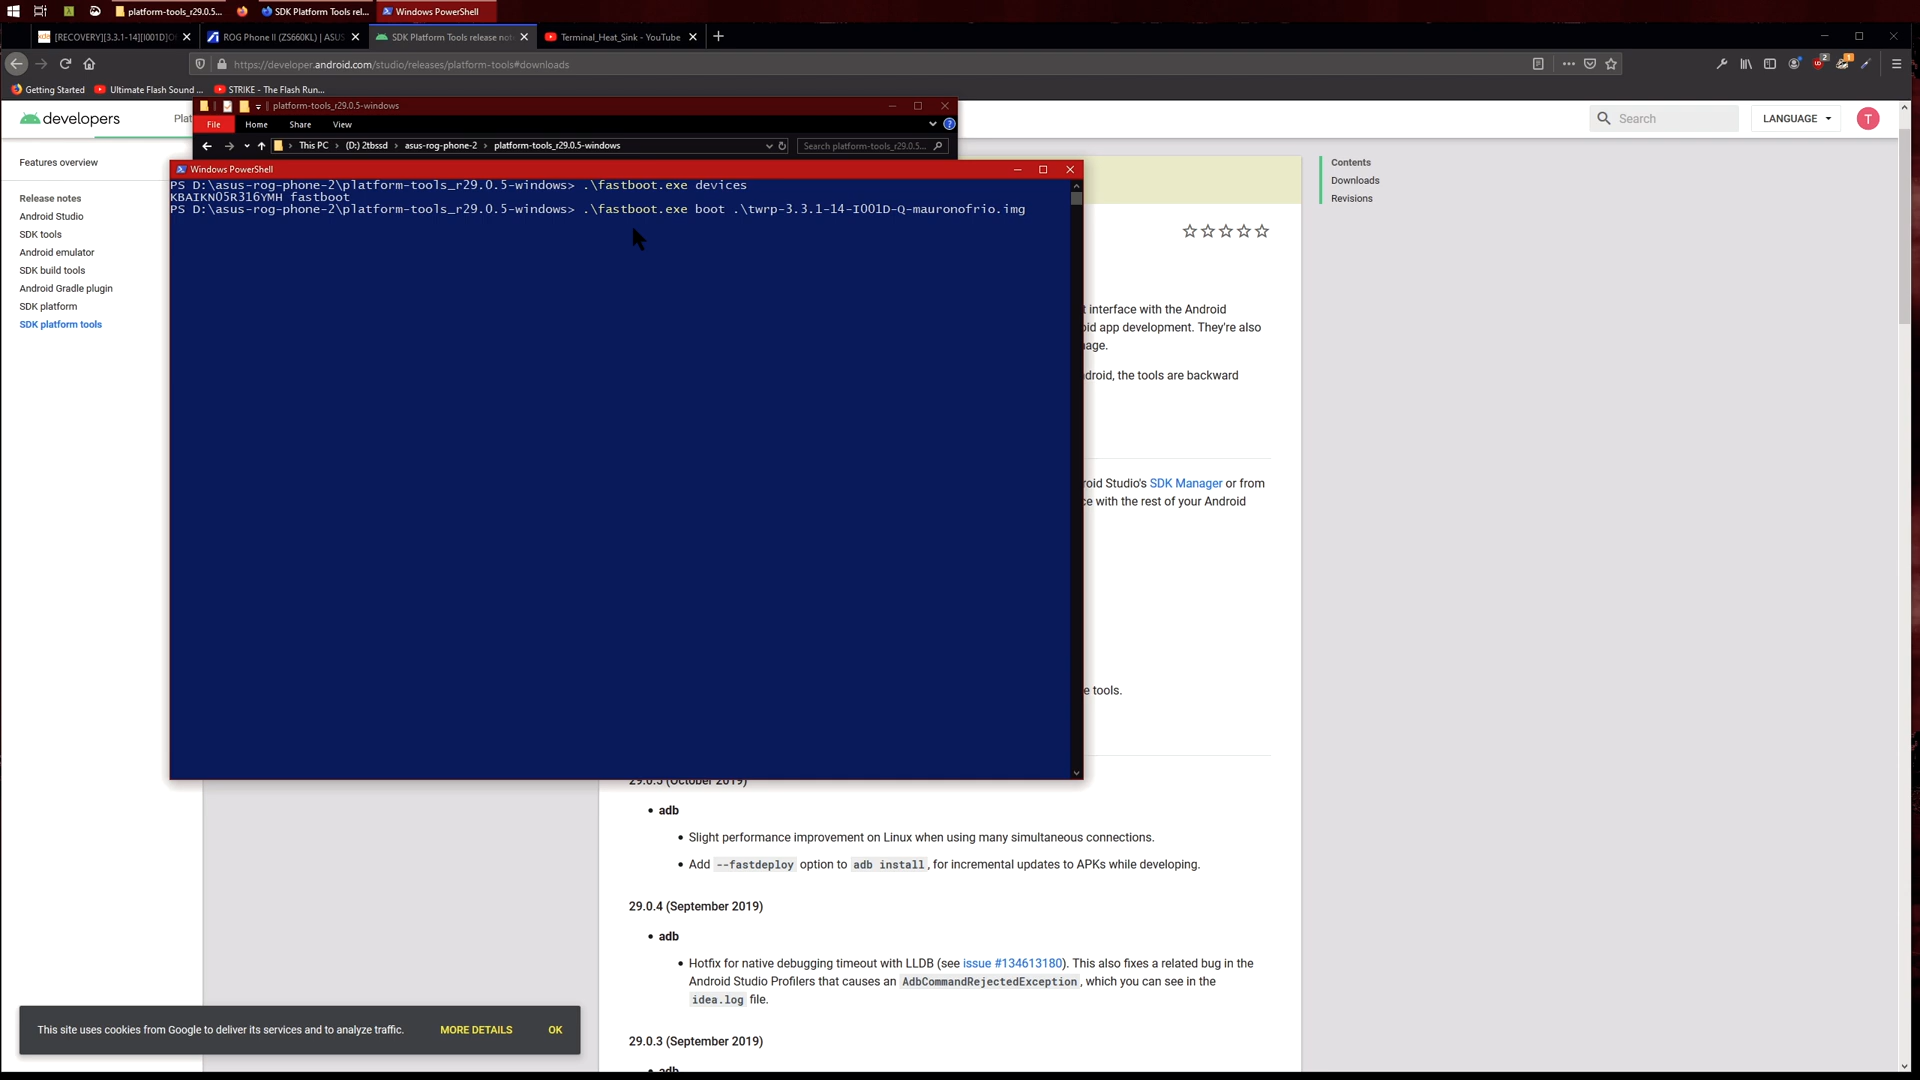 platform-tools_r29.0.5...
SDK Platform Tools rel...
Windows PowerShell
[RECOVERY][3.3.1-14][I001D]O
ROG Phone II (ZS660KL) | ASUS
SDK Platform Tools release not
Terminal_Heat_Sink - YouTube
https://developer.android.com/studio/releases/platform-tools#downloads
2
1
Getting Started
Ultimate Flash Sound ...
STRIKE - The Flash Run...
developers
Plat
Search
LANGUAGE
T
platform-tools_r29.0.5-windows
File
Home
Share
View
This PC
(D:) 2tbssd
asus-rog-phone-2
platform-tools_r29.0.5-windows
Search platform-tools_r29.0.5...
Windows PowerShell
PS D:\asus-rog-phone-2\platform-tools_r29.0.5-windows> .\fastboot.exe devices
KBAIKN05R316YMH fastboot
PS D:\asus-rog-phone-2\platform-tools_r29.0.5-windows> .\fastboot.exe boot .\twrp-3.3.1-14-I001D-Q-mauronofrio.img
Features overview
Release notes
Android Studio
SDK tools
Android emulator
SDK build tools
Android Gradle plugin
SDK platform
SDK platform tools
Contents
Downloads
Revisions
t interface with the Android
oid app development. They're also
nage.
droid, the tools are backward
roid Studio's SDK Manager or from
ce with the rest of your Android
e tools.
29.0.5 (October 2019)
• adb
• Slight performance improvement on Linux when using many simultaneous connections.
• Add --fastdeploy option to adb install, for incremental updates to APKs while developing.
29.0.4 (September 2019)
• adb
• Hotfix for native debugging timeout with LLDB (see issue #134613180). This also fixes a related bug in the
Android Studio Profilers that causes an AdbCommandRejectedException, which you can see in the
idea.log file.
29.0.3 (September 2019)
• adb
This site uses cookies from Google to deliver its services and to analyze traffic.
MORE DETAILS
OK